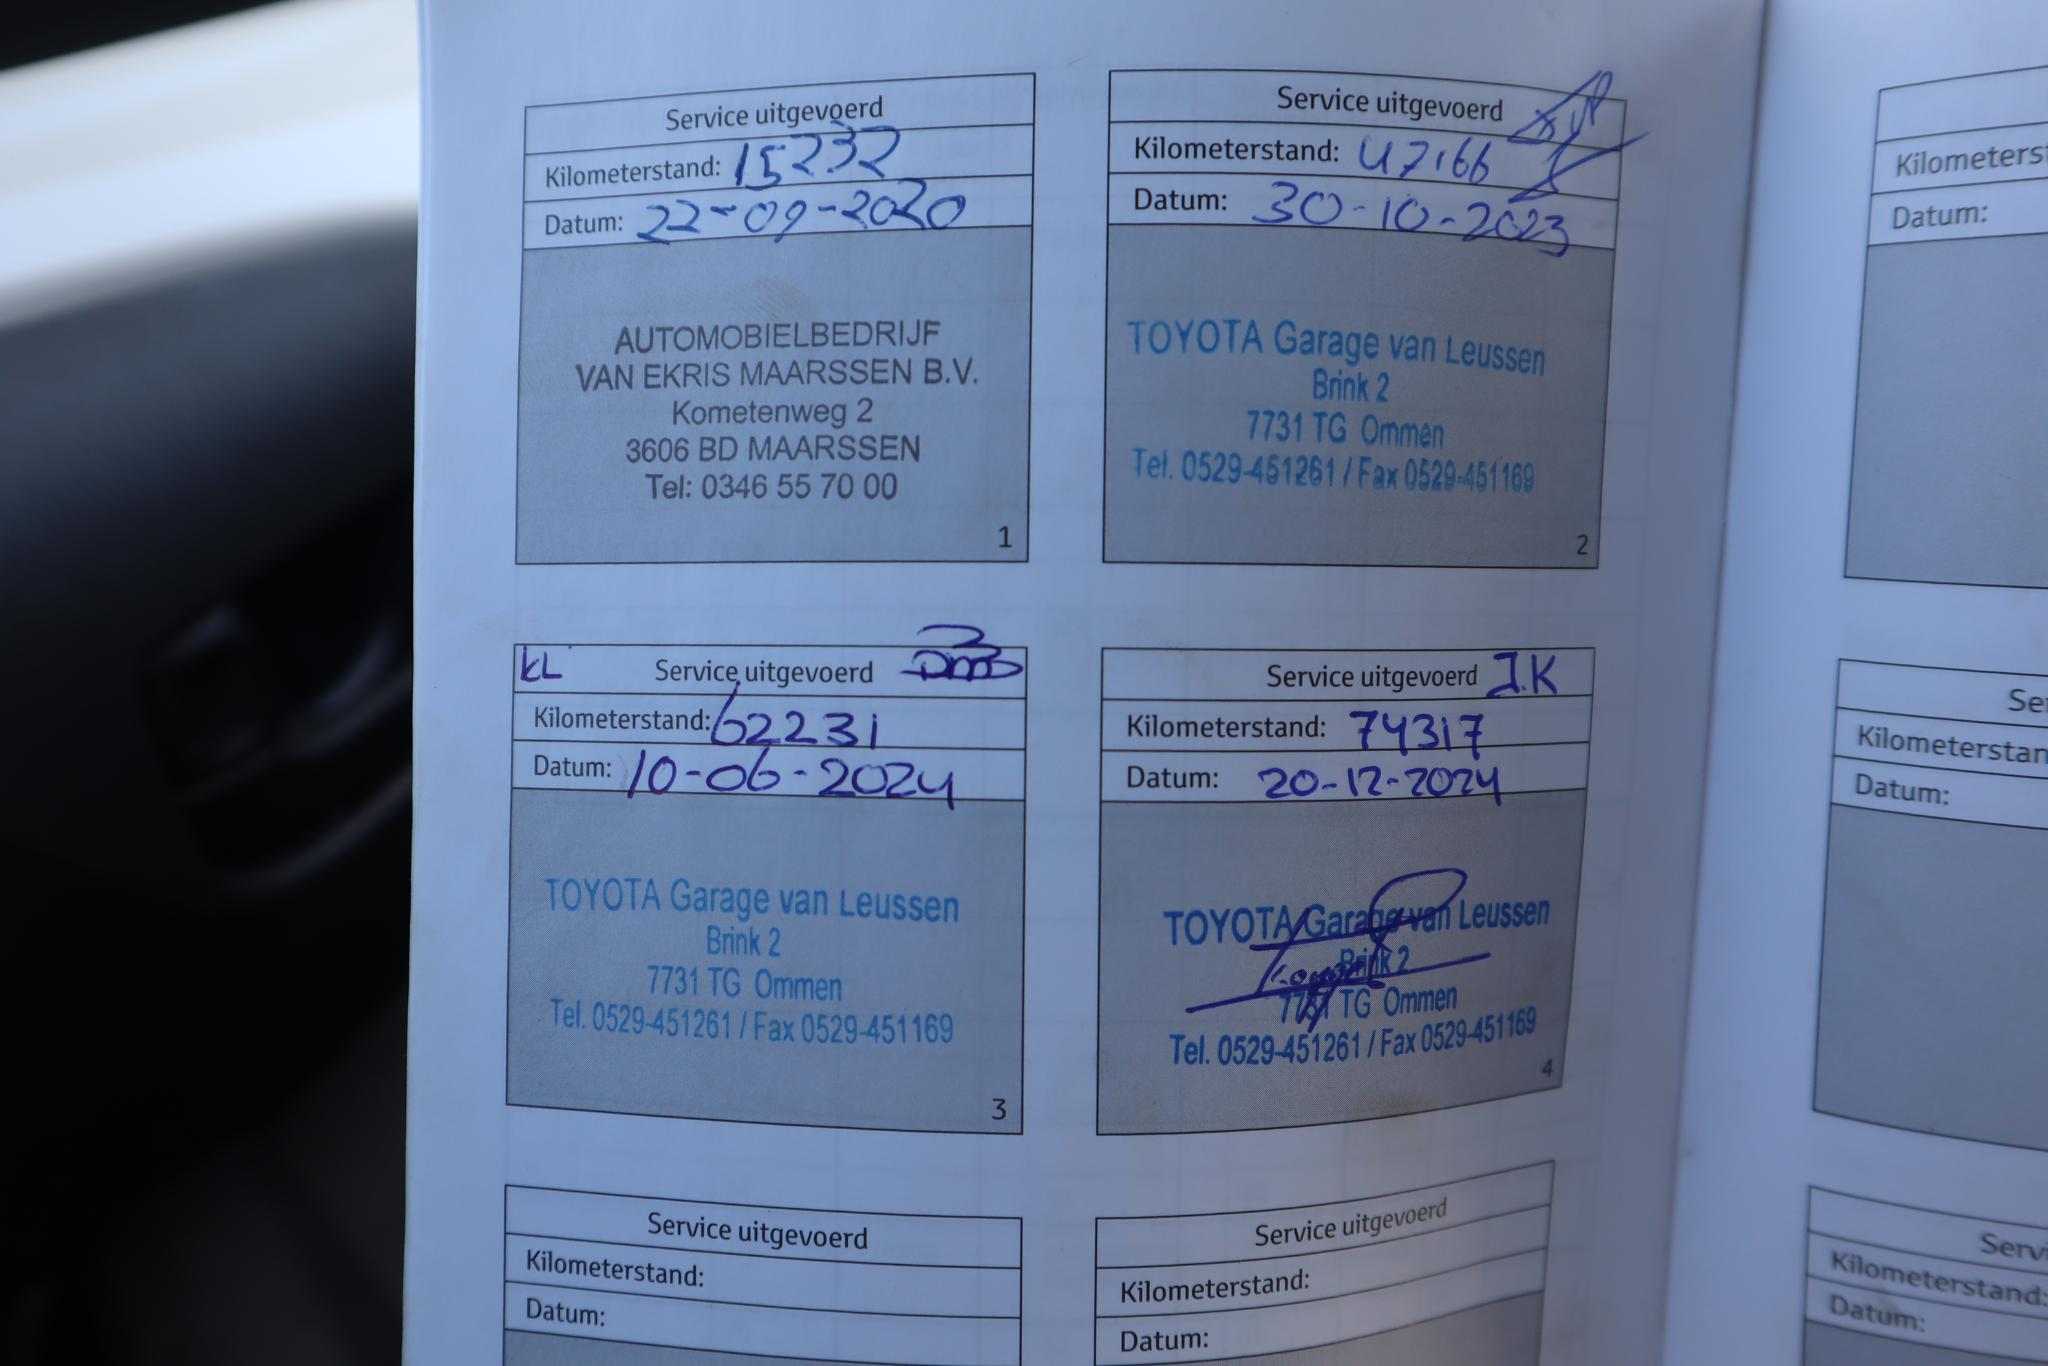 Service uitgevoerd
Kilometerstand: 15232
Datum: 22-09-2020
AUTOMOBIELBEDRIJF
VAN EKRIS MAARSSEN B.V.
Kometenweg 2
3606 BD MAARSSEN
Tel: 0346 55 70 00
1
Service uitgevoerd
Kilometerstand: 47166
Datum: 30-10-2023
TOYOTA Garage van Leussen
Brink 2
7731 TG Ommen
Tel. 0529-451261 / Fax 0529-451169
2
KL Service uitgevoerd
Kilometerstand: 62231
Datum: 10-06-2024
TOYOTA Garage van Leussen
Brink 2
7731 TG Ommen
Tel. 0529-451261 / Fax 0529-451169
3
Service uitgevoerd J.K
Kilometerstand: 74317
Datum: 20-12-2024
TOYOTA Garage van Leussen
Brink 2
7731 TG Ommen
Tel. 0529-451261 / Fax 0529-451169
4
Service uitgevoerd
Kilometerstand:
Datum:
Service uitgevoerd
Kilometerstand:
Datum:
Datum:
Datum:
Kilometerstand:
Datum: